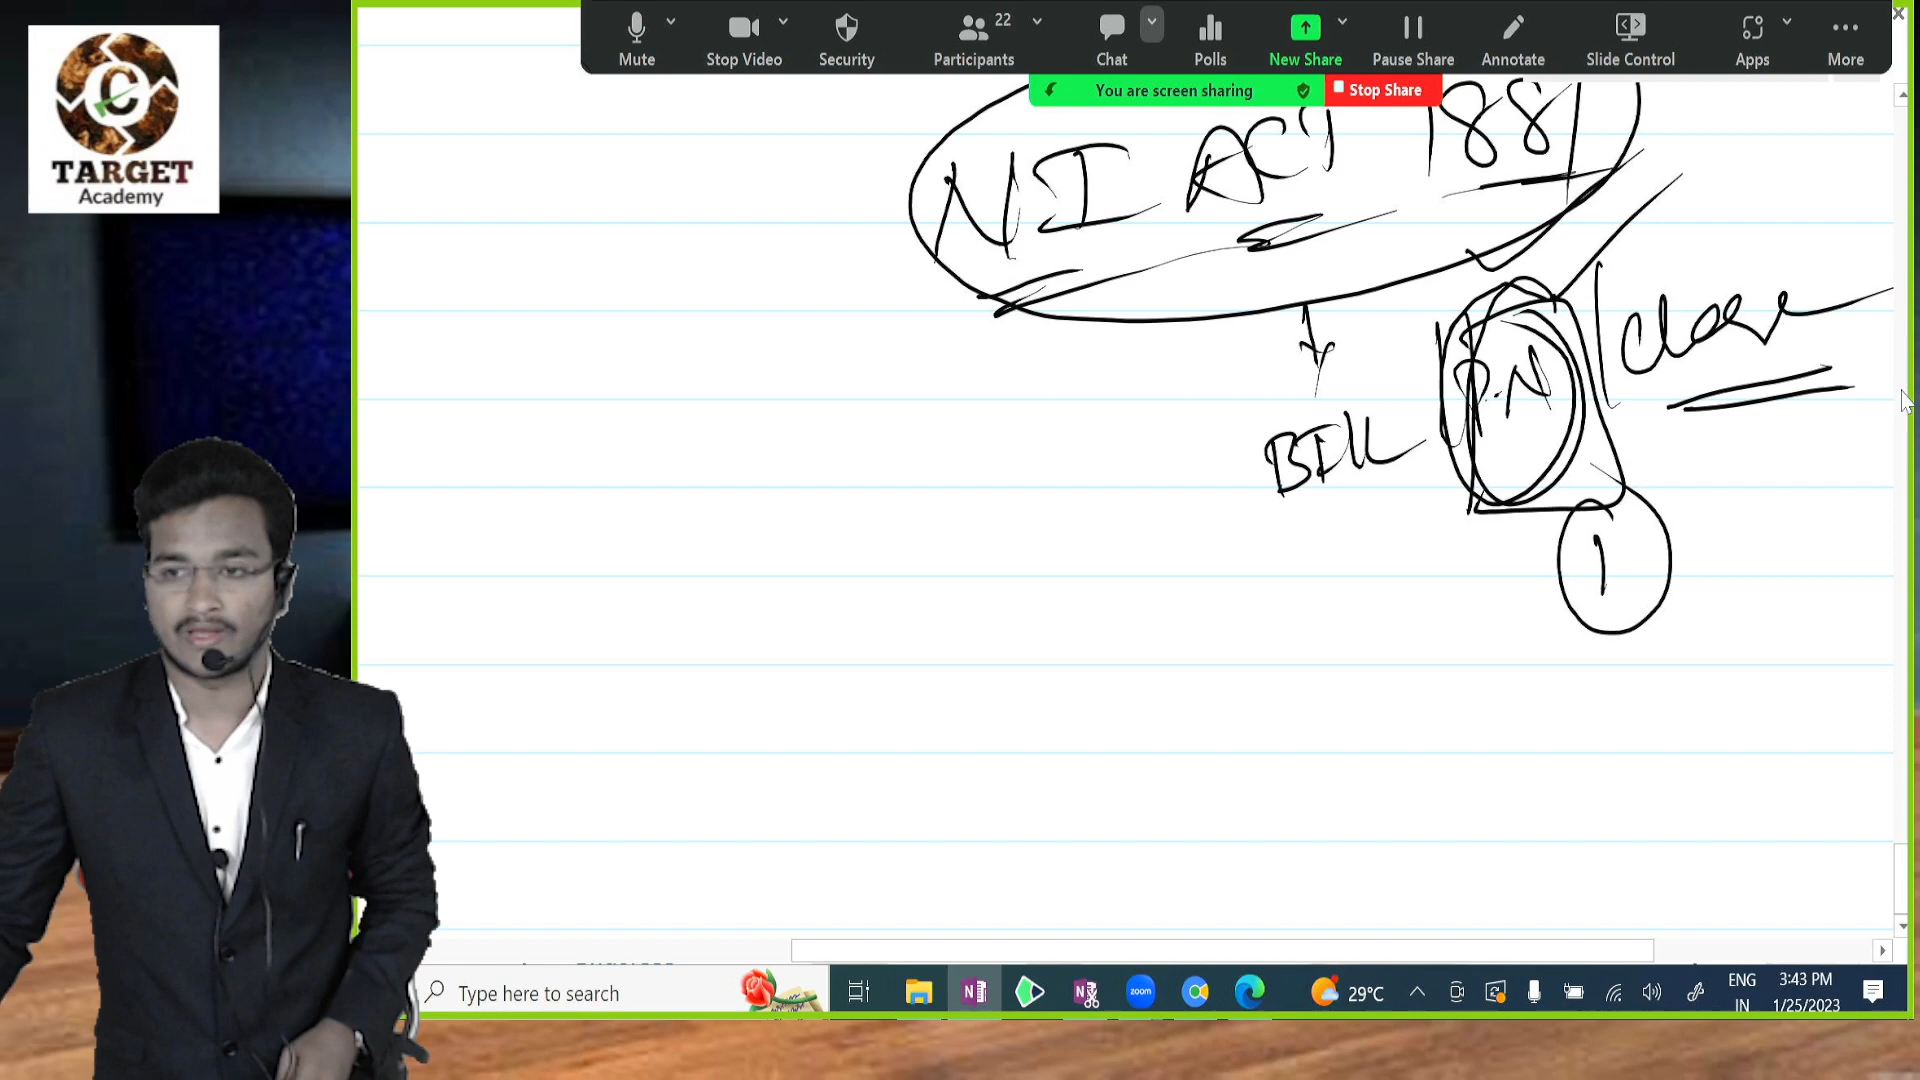 C
TARGET
Academy
Mute
Stop Video
Security
Participants 22
Chat
Polls
New Share
Pause Share
Annotate
Slide Control
Apps
More
You are screen sharing
Stop Share
NI ACT 1881
BILL
P.N
1
Type here to search
zoom
29°C
ENG
IN
3:43 PM
1/25/2023